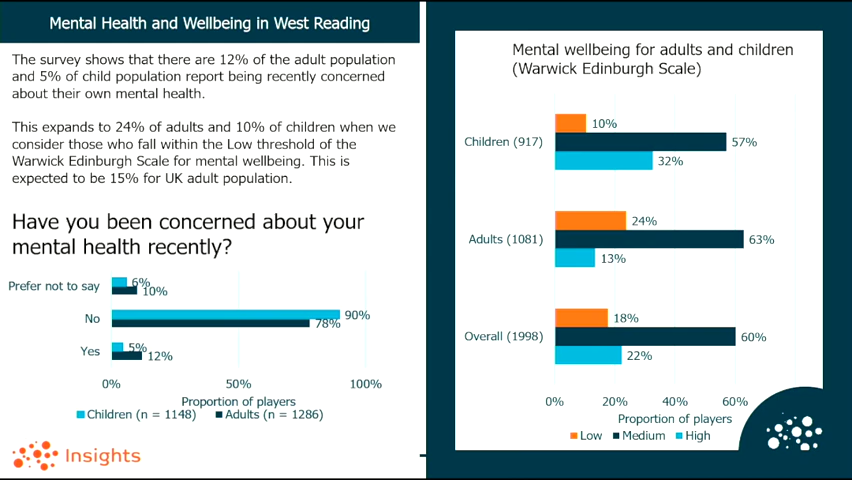 Mental Health and Wellbeing in West Reading
The survey shows that there are 12% of the adult population
and 5% of child population report being recently concerned
about their own mental health.
This expands to 24% of adults and 10% of children when we
consider those who fall within the Low threshold of the
Warwick Edinburgh Scale for mental wellbeing. This is
expected to be 15% for UK adult population.
Have you been concerned about your
mental health recently?
Prefer not to say
6%
10%
No
90%
78%
Yes
5%
12%
0% 50% 100%
Proportion of players
Children (n = 1148) Adults (n = 1286)
Insights
Mental wellbeing for adults and children
(Warwick Edinburgh Scale)
10%
Children (917) 57%
32%
24%
Adults (1081) 63%
13%
18%
Overall (1998) 60%
22%
0% 20% 40% 60%
Proportion of players
Low Medium High